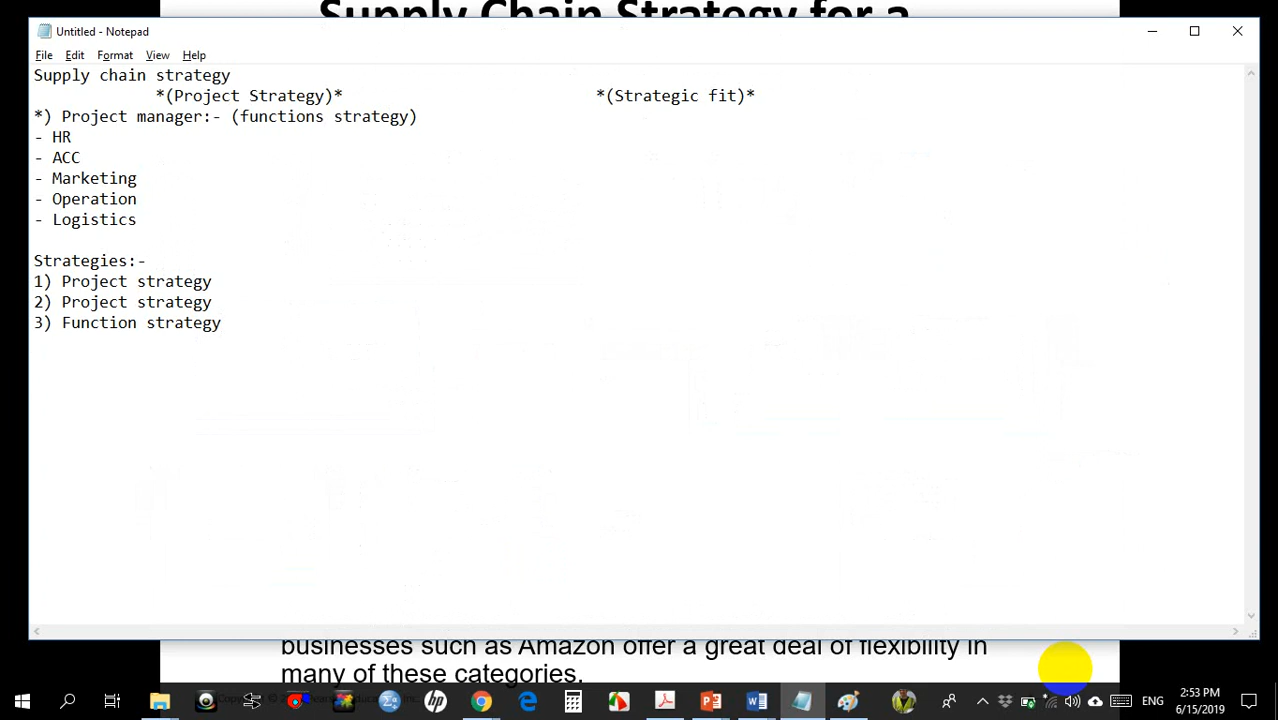 Supply Chain Strategy for a
Untitled - Notepad
File Edit Format View Help
Supply chain strategy
*(Project Strategy)* *(Strategic fit)*
*) Project manager:- (functions strategy)
- HR
- ACC
- Marketing
- Operation
- Logistics
Strategies:-
1) Project strategy
2) Project strategy
3) Function strategy
businesses such as Amazon offer a great deal of flexibility in
many of these categories.
ENG
2:53 PM
6/15/2019